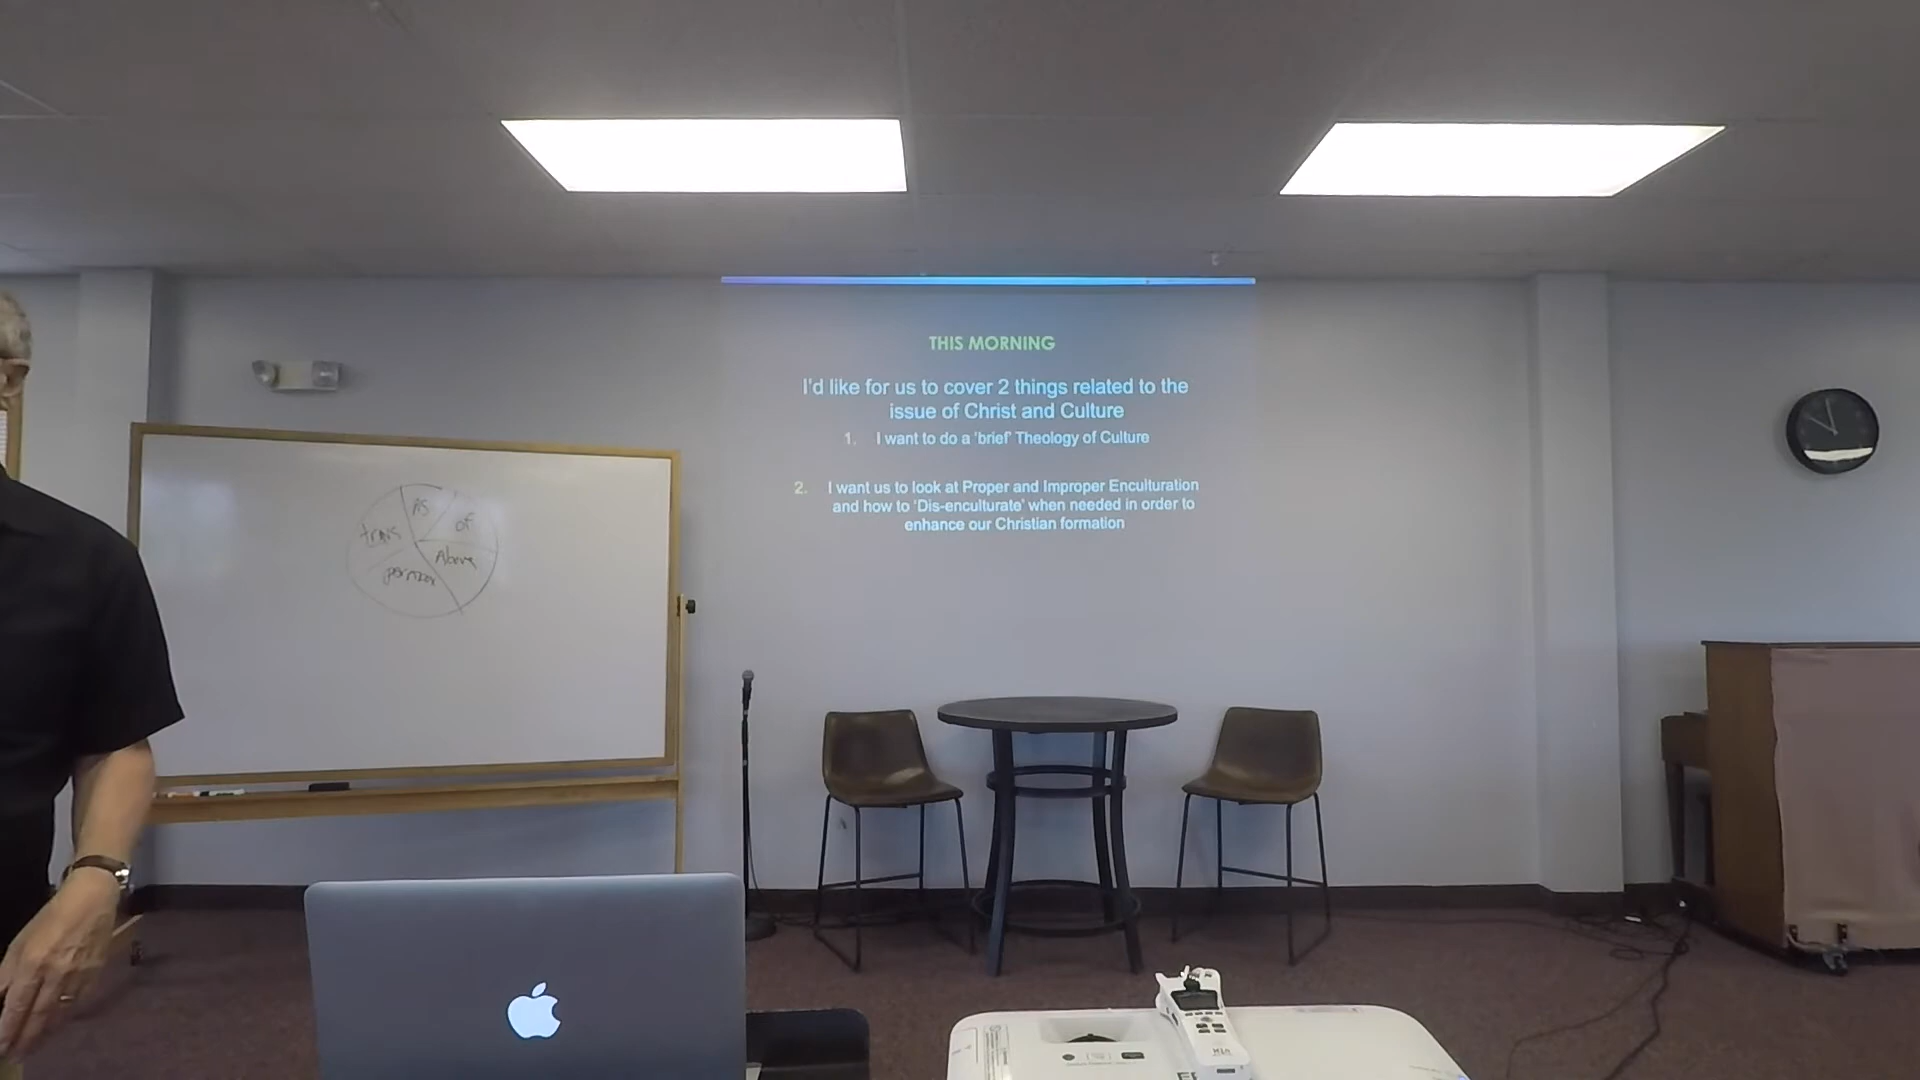 THIS MORNING
I'd like for us to cover 2 things related to the
issue of Christ and Culture
1. I want to do a 'brief' Theology of Culture
2. I want us to look at Proper and Improper Enculturation
and how to 'Dis-enculturate' when needed in order to
enhance our Christian formation
of
trans
Above